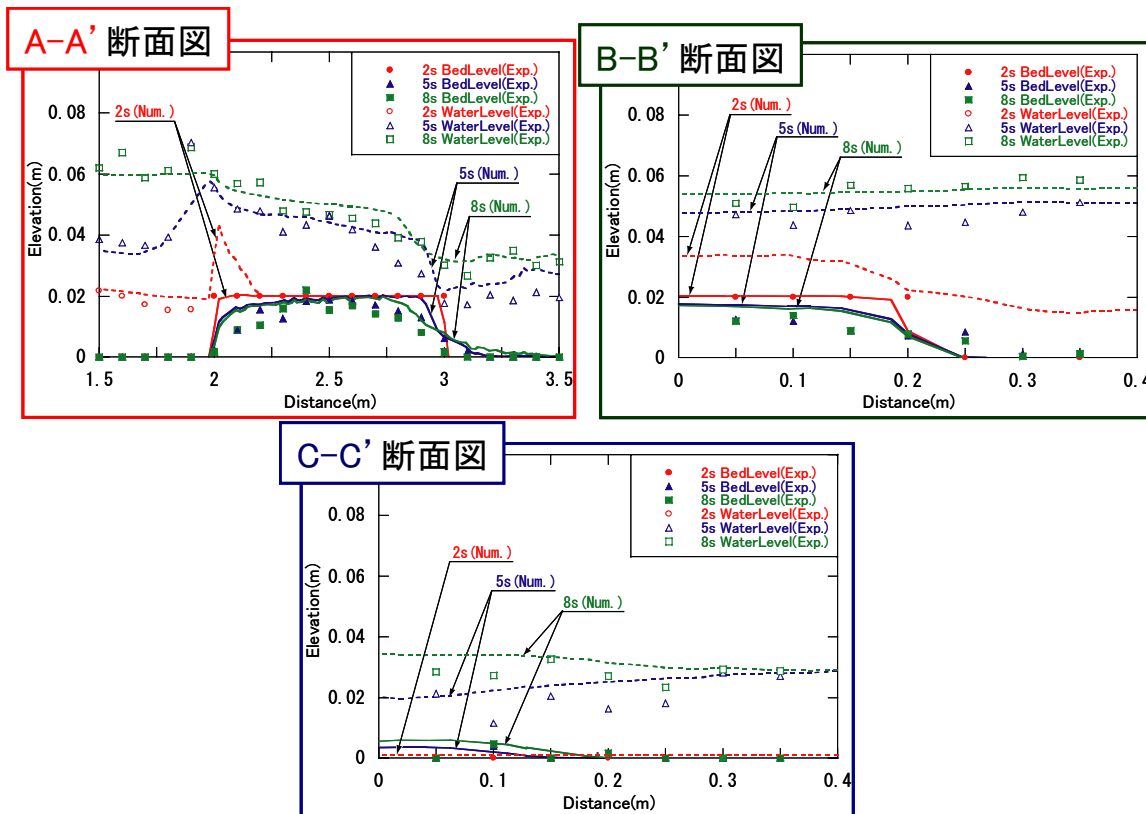 A-A’断面図
2s BedLevel(Exp.)
5s BedLevel(Exp.)
8s BedLevel(Exp.)
2s WaterLevel(Exp.)
5s WaterLevel(Exp.)
8s WaterLevel(Exp.)
2s(Num.)
5s(Num.)
8s(Num.)
Elevation(m)
0.08
0.06
0.04
0.02
0
1.5
2
2.5
3
3.5
Distance(m)
B-B’断面図
2s BedLevel(Exp.)
5s BedLevel(Exp.)
8s BedLevel(Exp.)
2s WaterLevel(Exp.)
5s WaterLevel(Exp.)
8s WaterLevel(Exp.)
2s(Num.)
5s(Num.)
8s(Num.)
Elevation(m)
0.08
0.06
0.04
0.02
0
0
0.1
0.2
0.3
0.4
Distance(m)
C-C’断面図
2s BedLevel(Exp.)
5s BedLevel(Exp.)
8s BedLevel(Exp.)
2s WaterLevel(Exp.)
5s WaterLevel(Exp.)
8s WaterLevel(Exp.)
2s(Num.)
5s(Num.)
8s(Num.)
Elevation(m)
0.08
0.06
0.04
0.02
0
0
0.1
0.2
0.3
0.4
Distance(m)